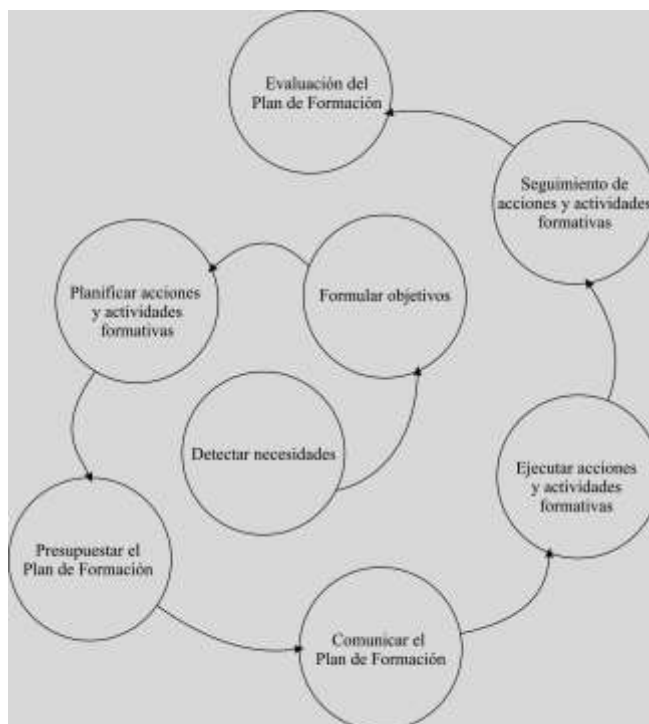 Evaluación del
Plan de Formación
Seguimiento de
acciones y actividades
formativas
Planificar acciones
y actividades
formativas
Formular objetivos
Detectar necesidades
Ejecutar acciones
y actividades
formativas
Presupuestar el
Plan de Formación
Comunicar el
Plan de Formación